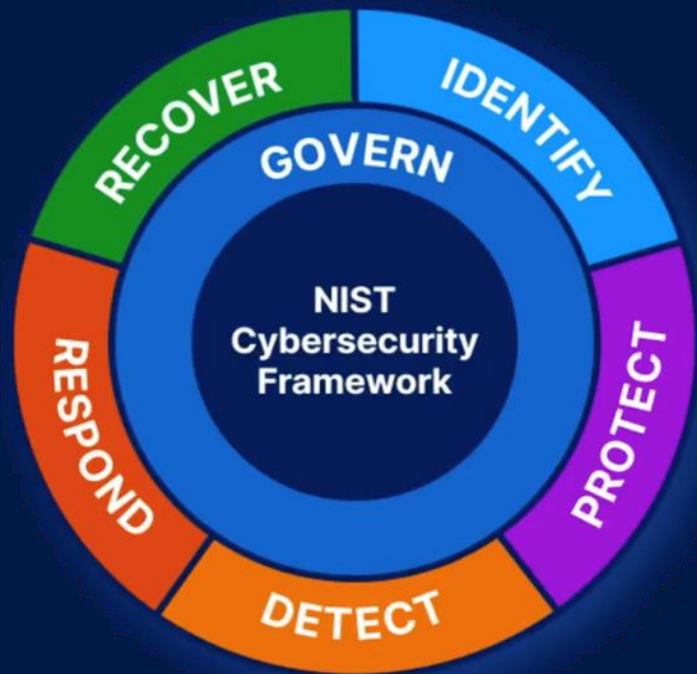 NIST
Cybersecurity
Framework
GOVERN
IDENTIFY
PROTECT
DETECT
RESPOND
RECOVER